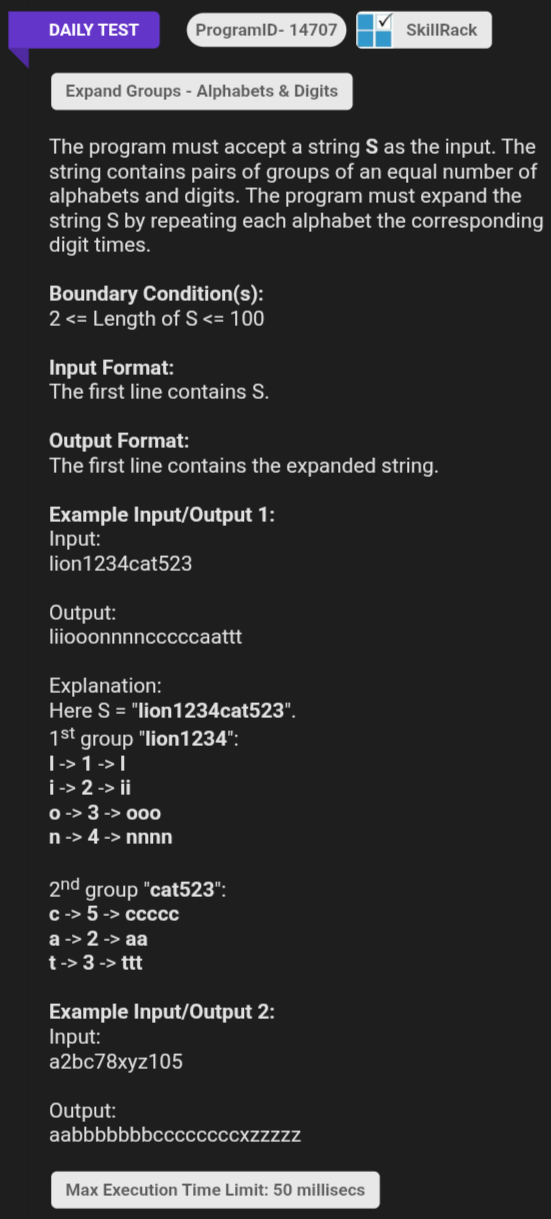 DAILY TEST
ProgramID- 14707
SkillRack
Expand Groups - Alphabets & Digits
The program must accept a string S as the input. The
string contains pairs of groups of an equal number of
alphabets and digits. The program must expand the
string S by repeating each alphabet the corresponding
digit times.
Boundary Condition(s):
2 <= Length of S <= 100
Input Format:
The first line contains S.
Output Format:
The first line contains the expanded string.
Example Input/Output 1:
Input:
lion1234cat523
Output:
liiooonnnncccccaattt
Explanation:
Here S = "lion1234cat523".
1st group "lion1234":
l -> 1 -> l
i -> 2 -> ii
o -> 3 -> ooo
n -> 4 -> nnnn
2nd group "cat523":
c -> 5 -> ccccc
a -> 2 -> aa
t -> 3 -> ttt
Example Input/Output 2:
Input:
a2bc78xyz105
Output:
aabbbbbbbccccccccxzzzzz
Max Execution Time Limit: 50 millisecs